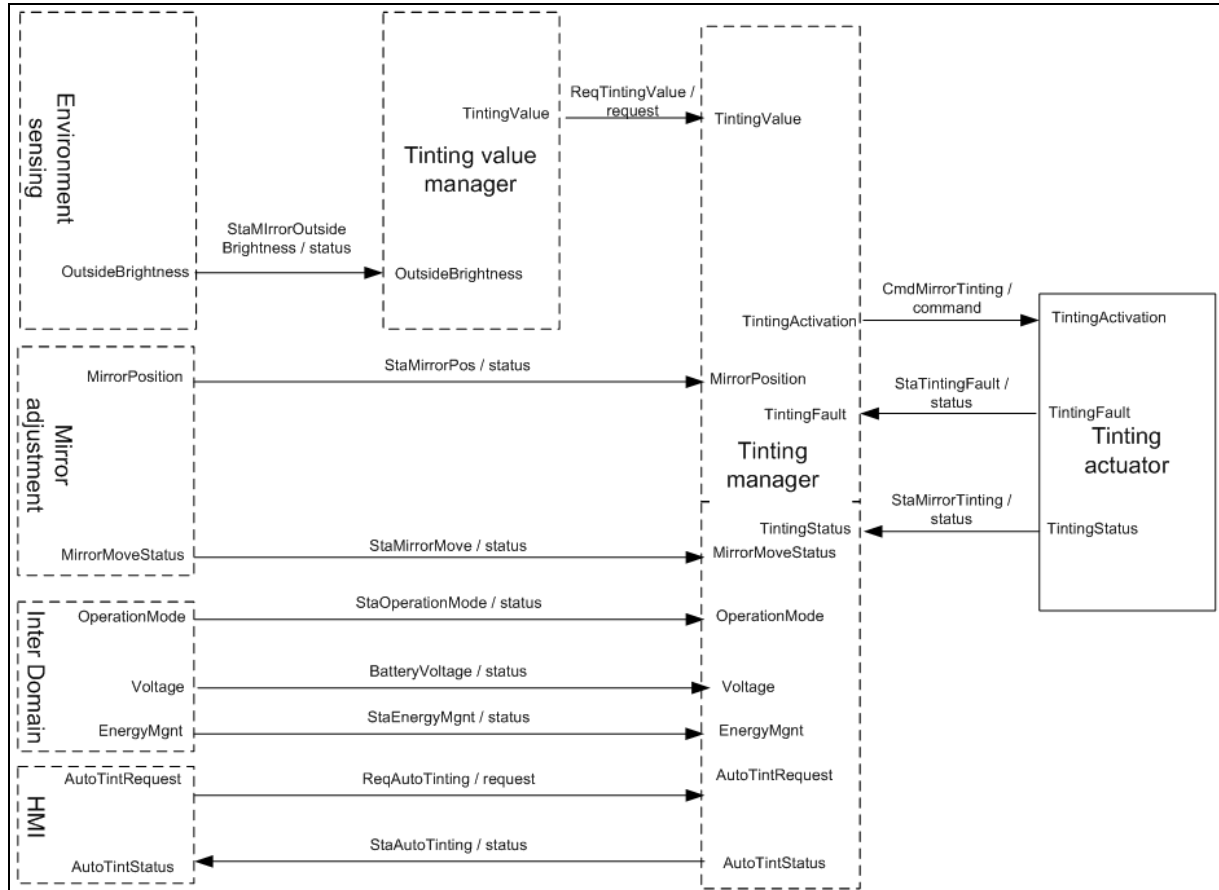 Environment
sensing
OutsideBrightness
StaMIrrorOutside
Brightness / status
TintingValue
Tinting value
manager
OutsideBrightness
ReqTintingValue /
request
TintingValue
TintingActivation
CmdMirrorTinting /
command
TintingActivation
MirrorPosition
StaMirrorPos / status
MirrorPosition
TintingFault
StaTintingFault /
status
TintingFault
Tinting
actuator
Mirror
adjustment
Tinting
manager
TintingStatus
StaMirrorTinting /
status
TintingStatus
MirrorMoveStatus
StaMirrorMove / status
MirrorMoveStatus
Inter Domain
OperationMode
StaOperationMode / status
OperationMode
Voltage
BatteryVoltage / status
Voltage
EnergyMgnt
StaEnergyMgnt / status
EnergyMgnt
HMI
AutoTintRequest
ReqAutoTinting / request
AutoTintRequest
AutoTintStatus
StaAutoTinting / status
AutoTintStatus